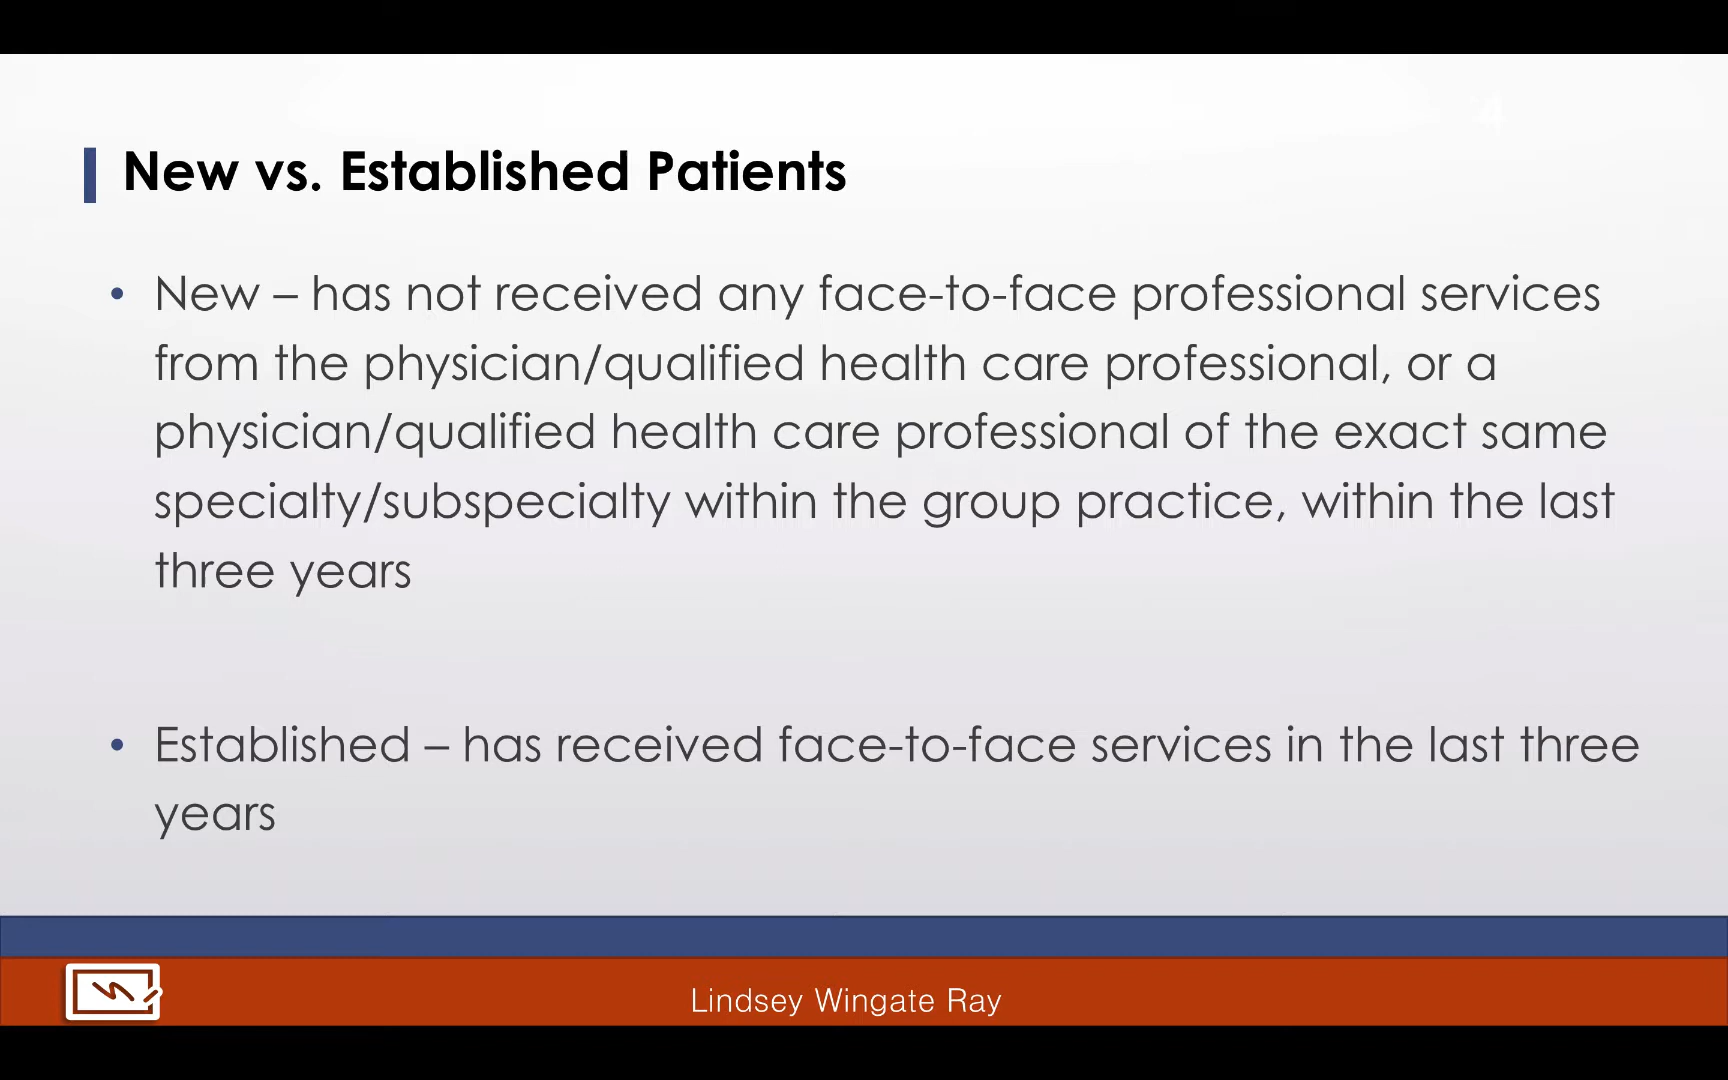 New vs. Established Patients
• New – has not received any face-to-face professional services
from the physician/qualified health care professional, or a
physician/qualified health care professional of the exact same
specialty/subspecialty within the group practice, within the last
three years
• Established – has received face-to-face services in the last three
years
Lindsey Wingate Ray